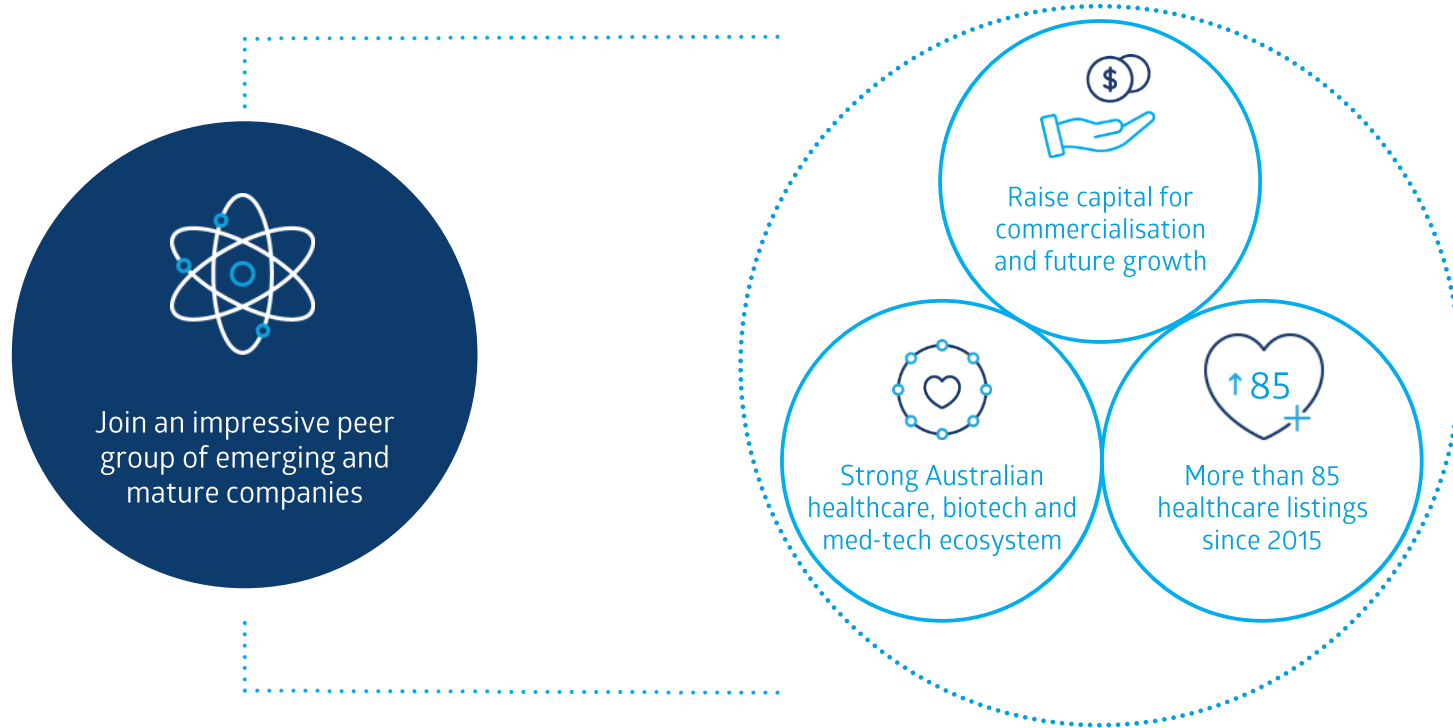 Join an impressive peer
group of emerging and
mature companies
$
Raise capital for
commercialisation
and future growth
Strong Australian
healthcare, biotech and
med-tech ecosystem
↑ 85
More than 85
healthcare listings
since 2015